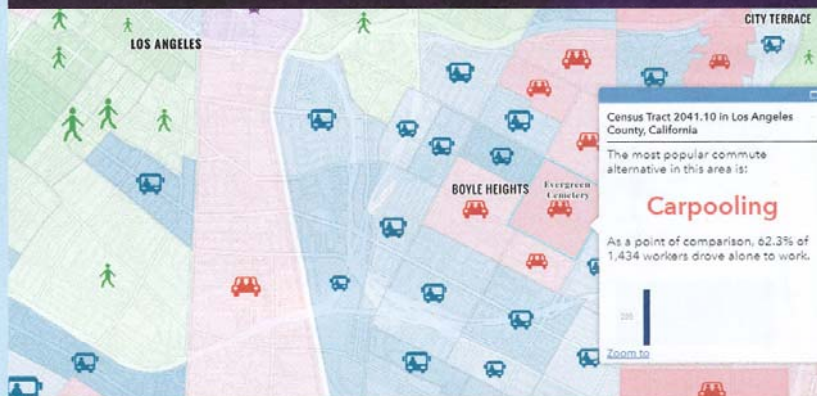 CITY TERRACE
LOS ANGELES
Census Tract 2041.10 in Los Angeles
County, California
The most popular commute
alternative in this area is:
Carpooling
As a point of comparison, 62.3% of
1,434 workers drove alone to work.
Zoom to
BOYLE HEIGHTS
Evergreen
Cemetery